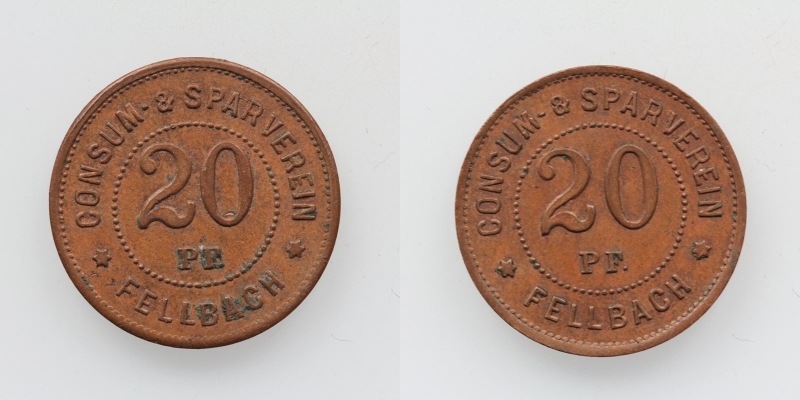 CONSUM- & SPARVEREIN
20
PF.
FELLBACH
CONSUM- & SPARVEREIN
20
PF.
FELLBACH